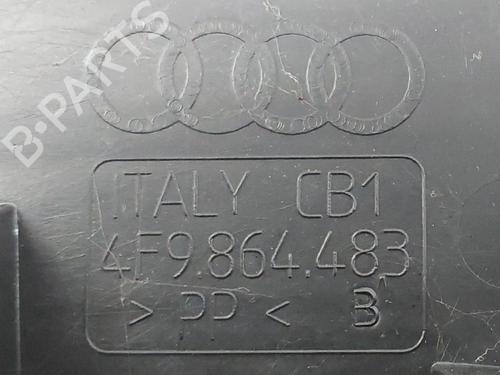 B-PARTS
ITALY CB1
4F9.864.483
> PP < B